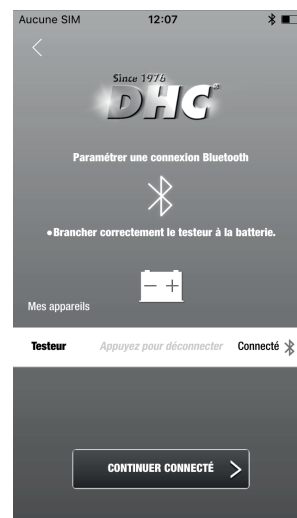 Aucune SIM 12:07
Since 1976
DHC®
Paramétrer une connexion Bluetooth
•Brancher correctement le testeur à la batterie.
Mes appareils
Testeur Appuyez pour déconnecter Connecté
CONTINUER CONNECTÉ